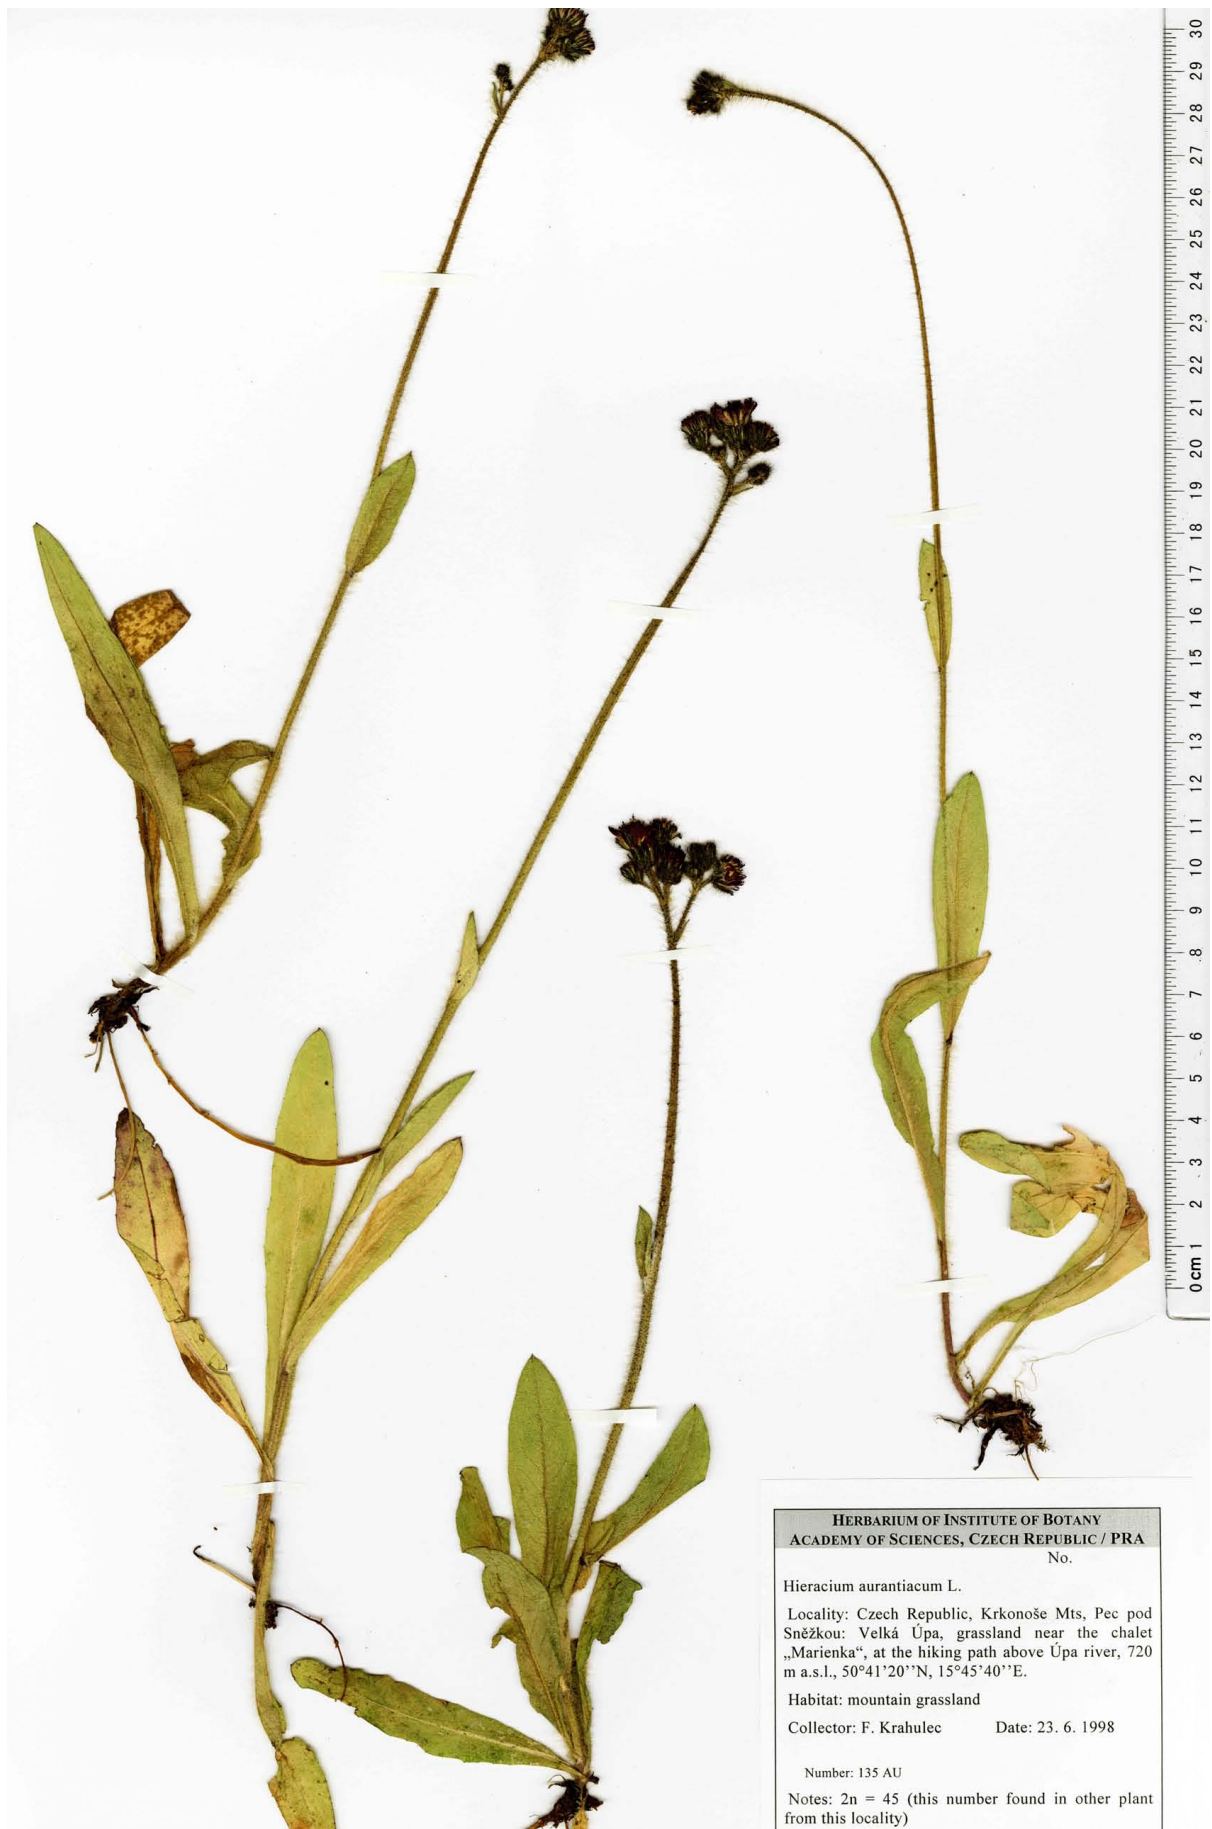 30
29
28
27
26
25
24
23
22
21
20
19
18
17
16
15
14
13
12
11
10
9
8
7
6
5
4
3
2
1
0 cm
HERBARIUM OF INSTITUTE OF BOTANY
ACADEMY OF SCIENCES, CZECH REPUBLIC / PRA
No.
Hieracium aurantiacum L.
Locality: Czech Republic, Krkonoše Mts, Pec pod
Sněžkou: Velká Úpa, grassland near the chalet
„Marienka“, at the hiking path above Úpa river, 720
m a.s.l., 50°41’20’’N, 15°45’40’’E.
Habitat: mountain grassland
Collector: F. Krahulec Date: 23. 6. 1998
Number: 135 AU
Notes: 2n = 45 (this number found in other plant
from this locality)